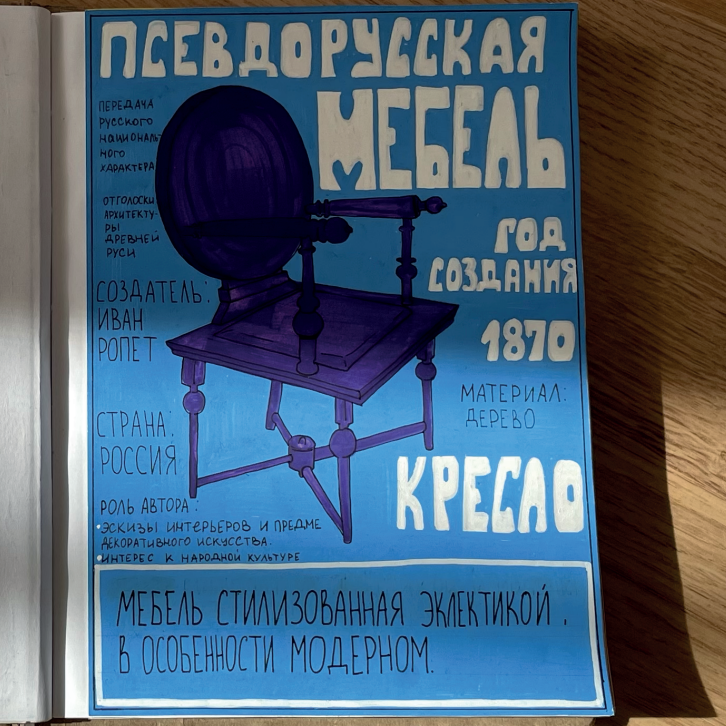 ПСЕВДОРУССКАЯ
МЕБЕЛЬ
ПЕРЕДАЧА
РУССКОГО
НАЦИОНАЛЬ-
НОГО
ХАРАКТЕРА
ОТГОЛОСКИ
АРХИТЕКТУ-
РЫ
ДРЕВНЕЙ
РУСИ
ГОД
СОЗДАНИЯ
1870
СОЗДАТЕЛЬ:
ИВАН
РОПЕТ
МАТЕРИАЛ:
ДЕРЕВО
СТРАНА:
РОССИЯ
КРЕСЛО
РОЛЬ АВТОРА:
•ЭСКИЗЫ ИНТЕРЬЕРОВ И ПРЕДМЕ
ДЕКОРАТИВНОГО ИСКУССТВА.
•ИНТЕРЕС К НАРОДНОЙ КУЛЬТУРЕ
МЕБЕЛЬ СТИЛИЗОВАННАЯ ЭКЛЕКТИКОЙ,
В ОСОБЕННОСТИ МОДЕРНОМ.